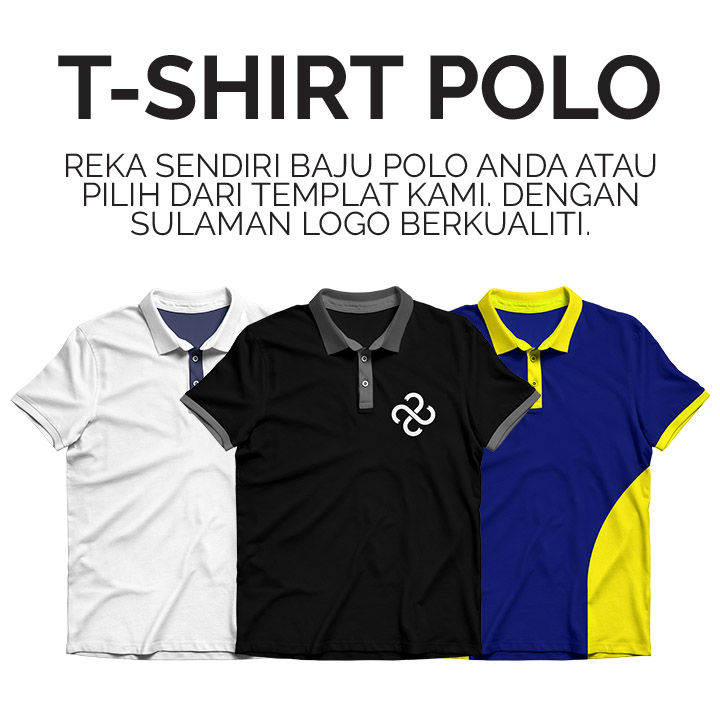 T-SHIRT POLO
REKA SENDIRI BAJU POLO ANDA ATAU
PILIH DARI TEMPLAT KAMI. DENGAN
SULAMAN LOGO BERKUALITI.